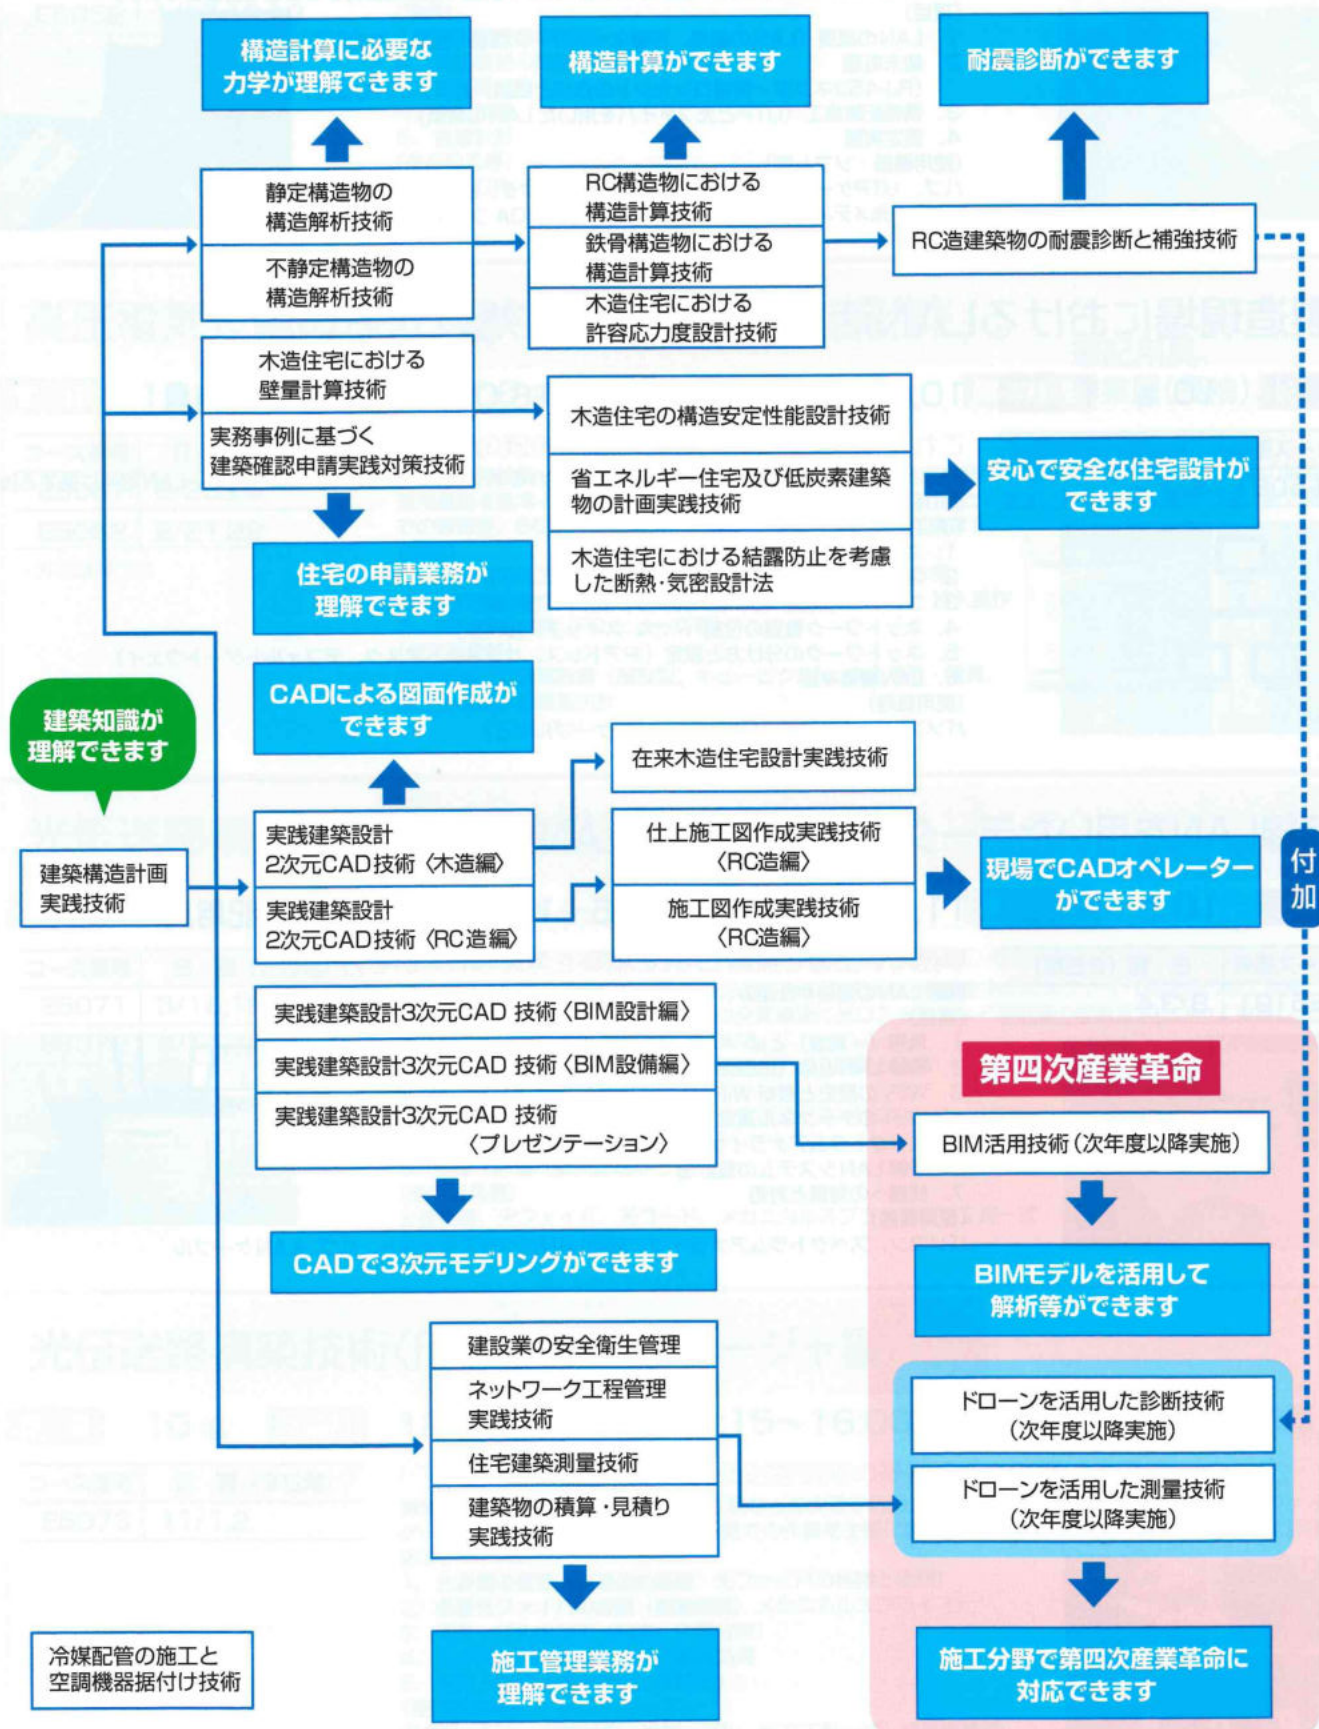 構造計算に必要な
力学が理解できます
構造計算ができます
耐震診断ができます
静定構造物の
構造解析技術
不静定構造物の
構造解析技術
RC構造物における
構造計算技術
鉄骨構造物における
構造計算技術
木造住宅における
許容応力度設計技術
RC造建築物の耐震診断と補強技術
木造住宅における
壁量計算技術
実務事例に基づく
建築確認申請実践対策技術
木造住宅の構造安定性能設計技術
省エネルギー住宅及び低炭素建築
物の計画実践技術
木造住宅における結露防止を考慮
した断熱・気密設計法
安心で安全な住宅設計が
できます
住宅の申請業務が
理解できます
CADによる図面作成が
できます
建築知識が
理解できます
建築構造計画
実践技術
実践建築設計
2次元CAD技術〈木造編〉
実践建築設計
2次元CAD技術〈RC造編〉
在来木造住宅設計実践技術
仕上施工図作成実践技術
〈RC造編〉
施工図作成実践技術
〈RC造編〉
現場でCADオペレーター
ができます
付加
実践建築設計3次元CAD 技術〈BIM設計編〉
実践建築設計3次元CAD 技術〈BIM設備編〉
実践建築設計3次元CAD 技術
〈プレゼンテーション〉
第四次産業革命
BIM活用技術(次年度以降実施)
CADで3次元モデリングができます
BIMモデルを活用して
解析等ができます
建設業の安全衛生管理
ネットワーク工程管理
実践技術
住宅建築測量技術
建築物の積算・見積り
実践技術
ドローンを活用した診断技術
(次年度以降実施)
ドローンを活用した測量技術
(次年度以降実施)
冷媒配管の施工と
空調機器据付け技術
施工管理業務が
理解できます
施工分野で第四次産業革命に
対応できます